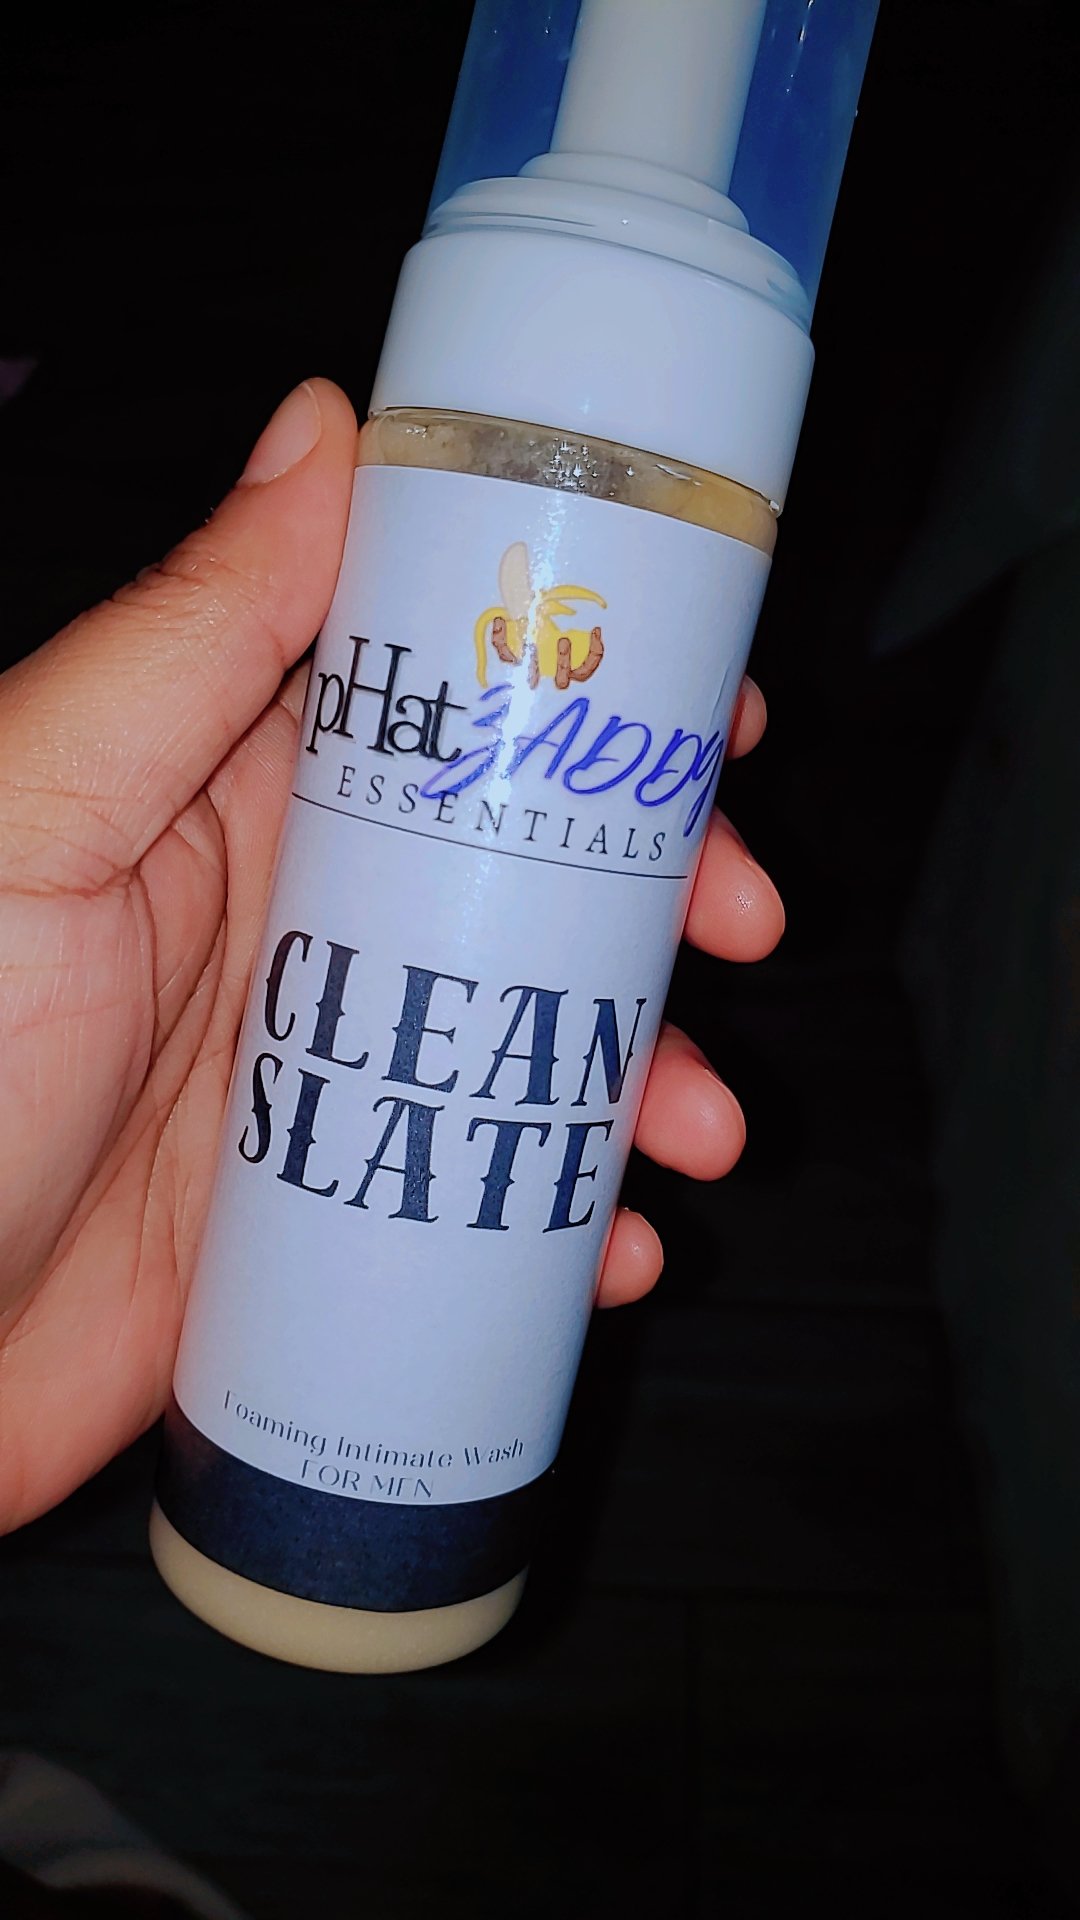 pHat ZADDY
ESSENTIALS
CLEAN
SLATE
Foaming Intimate Wash
FOR MEN